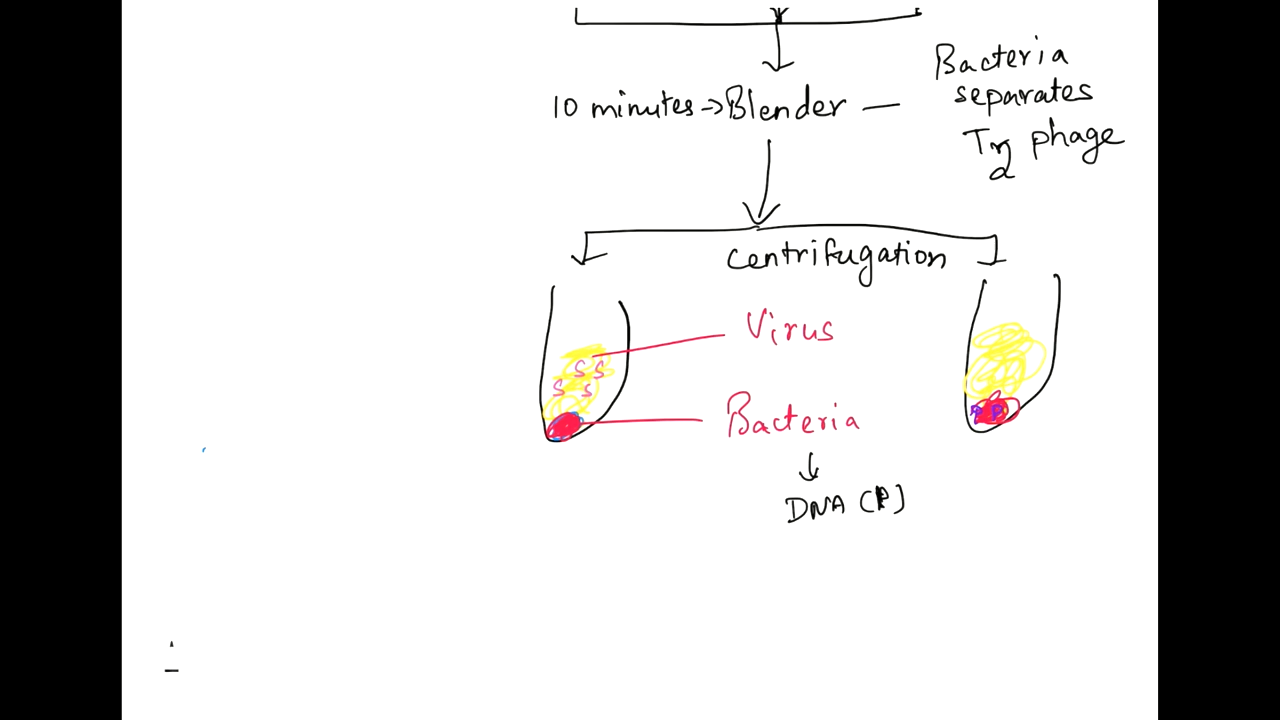 10 minutes → Blender —
Bacteria
separates
T2 phage
Centrifugation
Virus
S S
S S
Bacteria
P P
DNA (P)